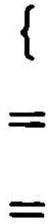 {
=
=